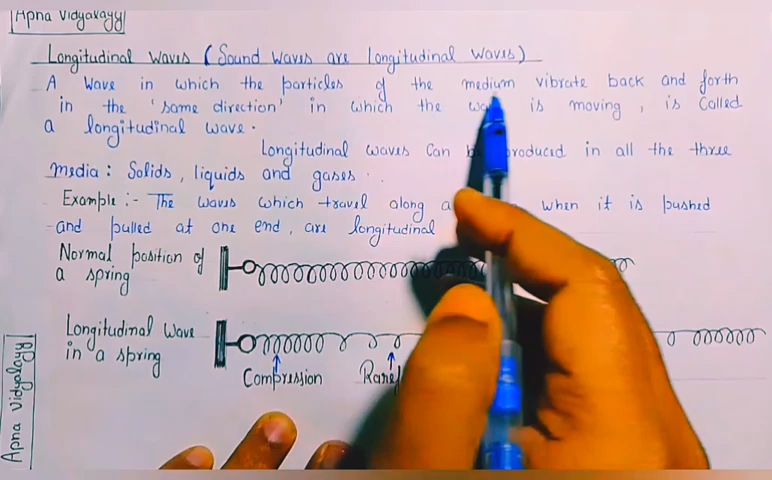 Apna Vidyalayy
Longitudinal Waves (Sound waves are longitudinal waves)
A Wave in which the particles of the medium vibrate back and forth
in the 'same direction' in which the is moving, is Called
a longitudinal wave.
Longitudinal waves Can produced in all the three
media: Solids, liquids and gases.
Example :- The waves which travel along a when it is pushed
and pulled at one end, are longitudinal
Normal position of
a spring
Longitudinal Wave
in a spring
Compression
Apna Vidyalayy